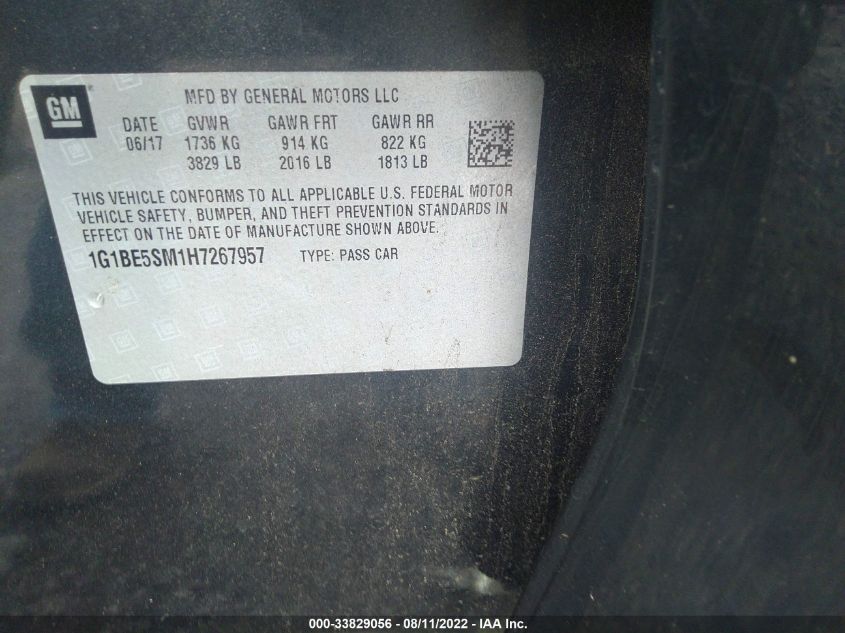 GM
MFD BY GENERAL MOTORS LLC
DATE GVWR GAWR FRT GAWR RR
06/17 1736 KG 914 KG 822 KG
3829 LB 2016 LB 1813 LB
THIS VEHICLE CONFORMS TO ALL APPLICABLE U.S. FEDERAL MOTOR
VEHICLE SAFETY, BUMPER, AND THEFT PREVENTION STANDARDS IN
EFFECT ON THE DATE OF MANUFACTURE SHOWN ABOVE.
1G1BE5SM1H7267957 TYPE: PASS CAR
000-33829056 - 08/11/2022 - IAA Inc.